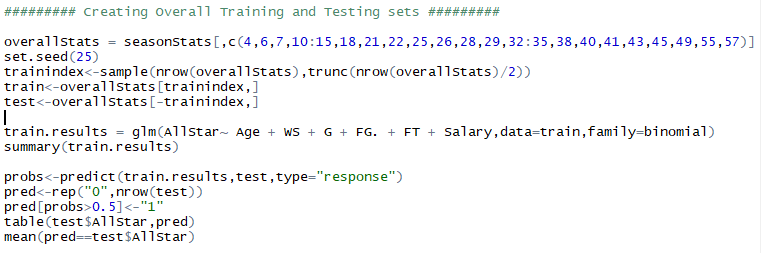 ######### Creating Overall Training and Testing sets #########
overallStats = seasonStats[,c(4,6,7,10:15,18,21,22,25,26,28,29,32:35,38,40,41,43,45,49,55,57)]
set.seed(25)
trainindex<-sample(nrow(overallStats),trunc(nrow(overallStats)/2))
train<-overallStats[trainindex,]
test<-overallStats[-trainindex,]
train.results = glm(AllStar~ Age + WS + G + FG. + FT + Salary,data=train,family=binomial)
summary(train.results)
probs<-predict(train.results,test,type="response")
pred<-rep("0",nrow(test))
pred[probs>0.5]<-"1"
table(test$AllStar,pred)
mean(pred==test$AllStar)